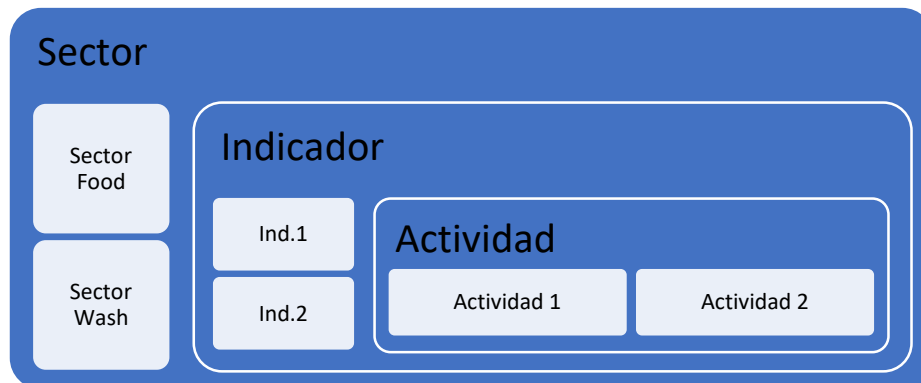 Sector
Sector
Food
Sector
Wash
Indicador
Ind.1
Ind.2
Actividad
Actividad 1
Actividad 2